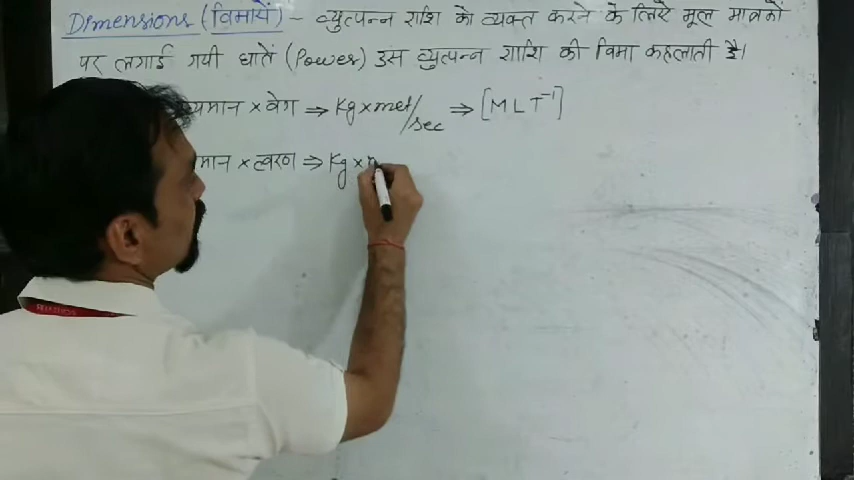 Dimensions (विमायें) - व्युत्पन्न राशि को व्यक्त करने के लिए मूल मात्रकों
पर लगाई गयी घातें (Power) उस व्युत्पन्न राशि की विमा कहलाती है।
यमान × वेग ⇒ Kg × met/sec ⇒ [M L T⁻¹]
मान × त्वरण ⇒ Kg ×